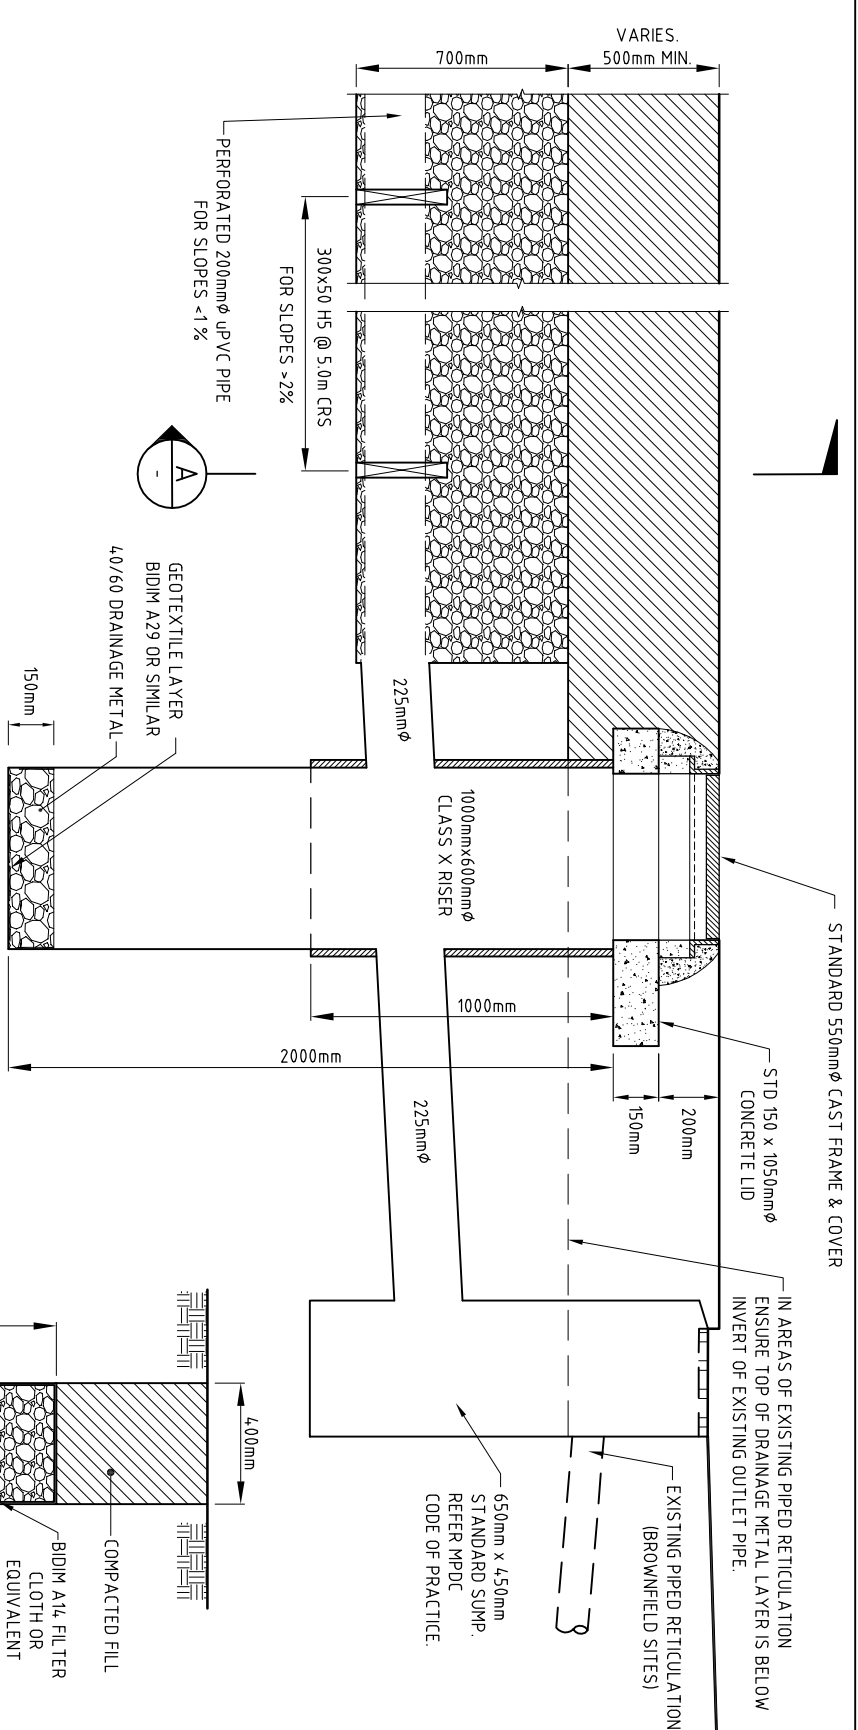 VARIES.
500mm MIN.
700mm
PERFORATED 200mmØ uPVC PIPE
FOR SLOPES <1%
300x50 H5 @ 5.0m CRS
FOR SLOPES >2%
A
-
STANDARD 550mmØ CAST FRAME & COVER
STD 150 x 1050mmØ
CONCRETE LID
200mm
150mm
IN AREAS OF EXISTING PIPED RETICULATION
ENSURE TOP OF DRAINAGE METAL LAYER IS BELOW
INVERT OF EXISTING OUTLET PIPE.
EXISTING PIPED RETICULATION
(BROWNFIELD SITES)
225mmØ
1000mmx600mmØ
CLASS X RISER
1000mm
2000mm
225mmØ
650mm x 450mm
STANDARD SUMP.
REFER MPDC
CODE OF PRACTICE.
GEOTEXTILE LAYER
BIDIM A29 OR SIMILAR
40/60 DRAINAGE METAL
150mm
400mm
COMPACTED FILL
BIDIM A14 FILTER
CLOTH OR
EQUIVALENT